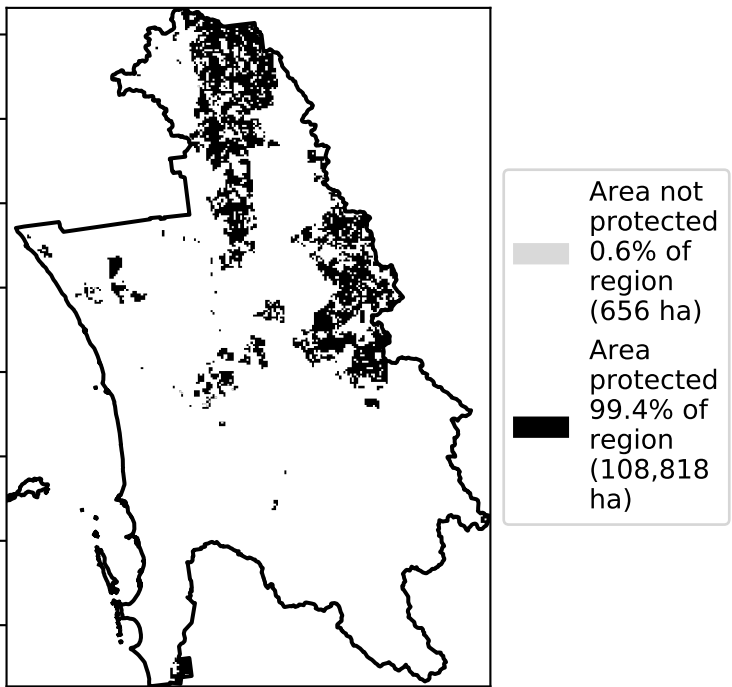 Area not
protected
0.6% of
region
(656 ha)
Area
protected
99.4% of
region
(108,818
ha)